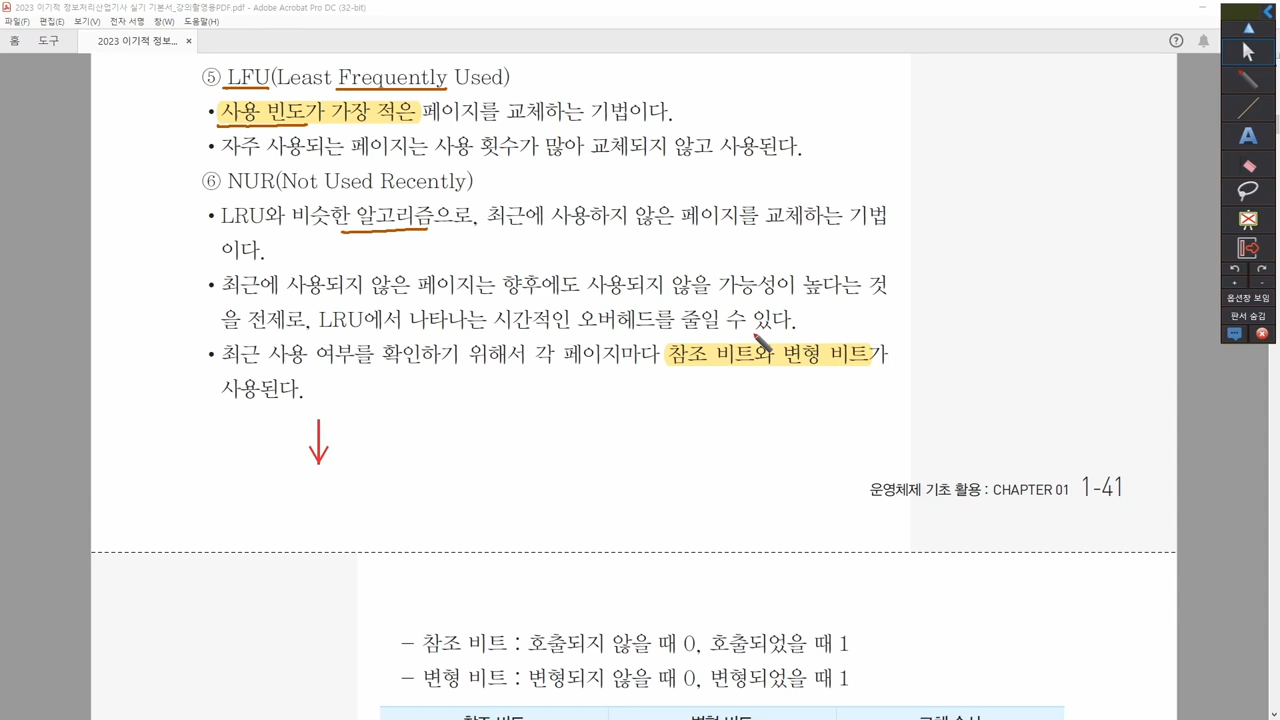 2023 이기적 정보처리산업기사 실기 기본서_강의촬영용PDF.pdf - Adobe Acrobat Pro DC (32-bit)
파일(F) 편집(E) 보기(V) 전자 서명 창(W) 도움말(H)
홈 도구 2023 이기적 정보... ×
⑤ LFU(Least Frequently Used)
• 사용 빈도가 가장 적은 페이지를 교체하는 기법이다.
• 자주 사용되는 페이지는 사용 횟수가 많아 교체되지 않고 사용된다.
⑥ NUR(Not Used Recently)
• LRU와 비슷한 알고리즘으로, 최근에 사용하지 않은 페이지를 교체하는 기법
이다.
• 최근에 사용되지 않은 페이지는 향후에도 사용되지 않을 가능성이 높다는 것
을 전제로, LRU에서 나타나는 시간적인 오버헤드를 줄일 수 있다.
• 최근 사용 여부를 확인하기 위해서 각 페이지마다 참조 비트와 변형 비트가
사용된다.
운영체제 기초 활용 : CHAPTER 01 1-41
– 참조 비트 : 호출되지 않을 때 0, 호출되었을 때 1
– 변형 비트 : 변형되지 않을 때 0, 변형되었을 때 1
참조 비트 변형 비트 교체 순서
A
+ -
옵션창 보임
판서 숨김